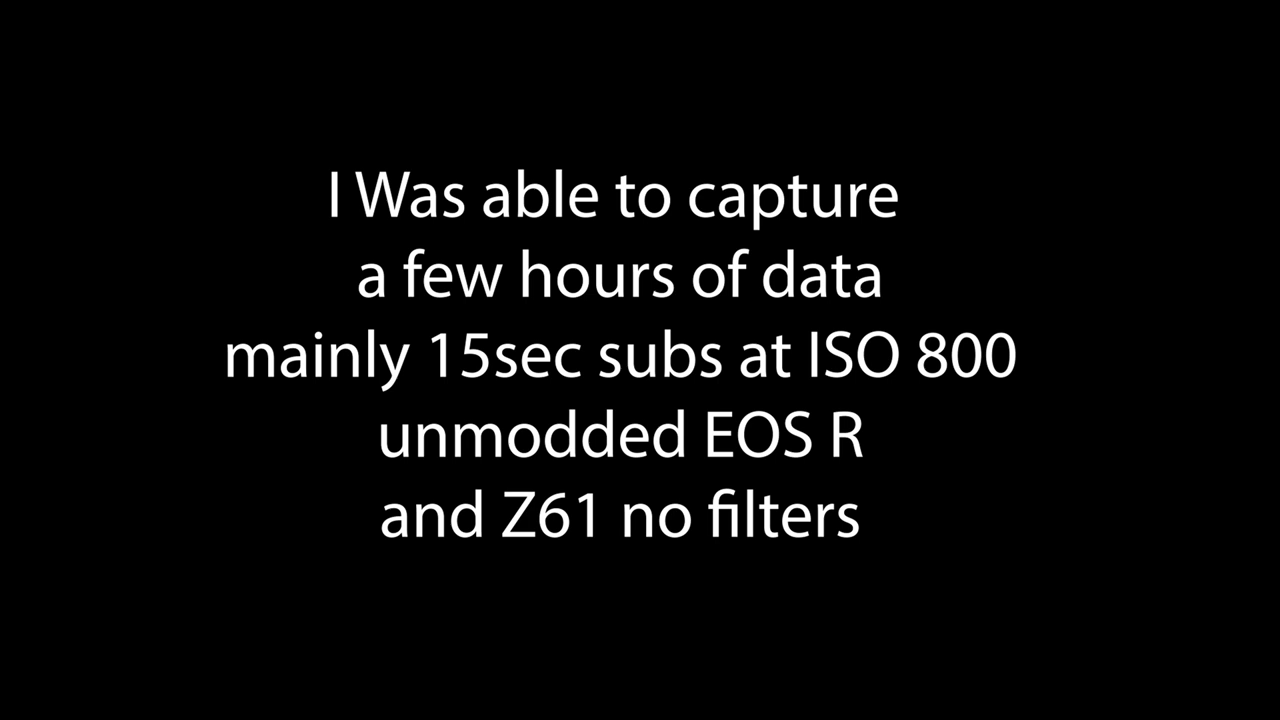 I Was able to capture
a few hours of data
mainly 15sec subs at ISO 800
unmodded EOS R
and Z61 no filters